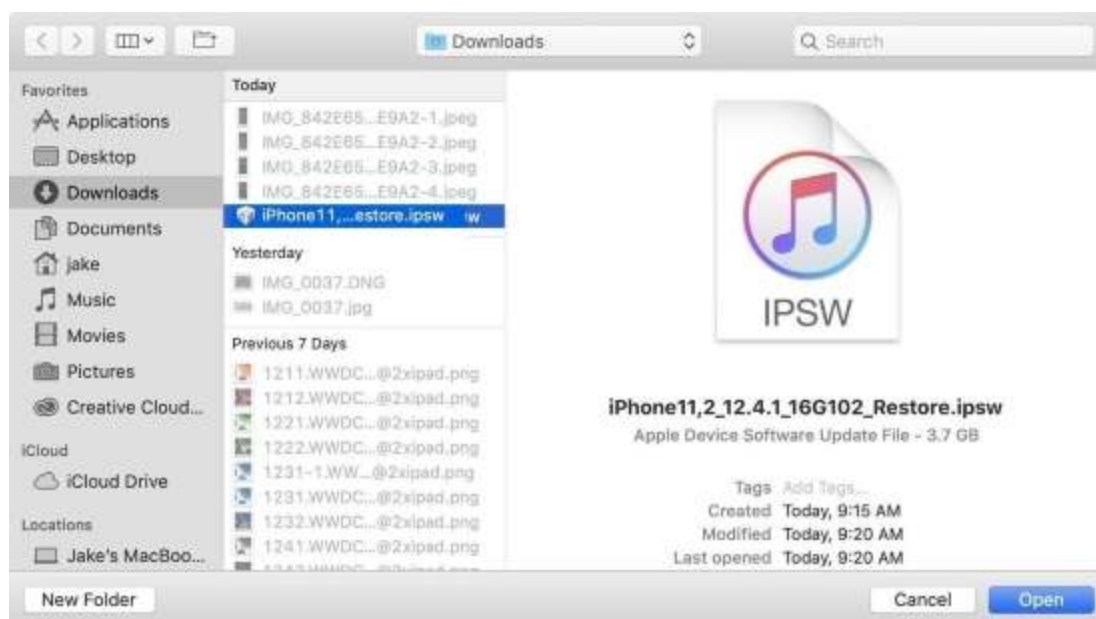 Downloads
Search
Favorites
Applications
Desktop
Downloads
Documents
jake
Music
Movies
Pictures
Creative Cloud...
iCloud
iCloud Drive
Locations
Jake's MacBoo...
Today
IMG_842E65...E9A2-1.jpeg
IMG_842E65...E9A2-2.jpeg
IMG_842E65...E9A2-3.jpeg
IMG_842E65...E9A2-4.jpeg
iPhone11,...estore.ipsw
Yesterday
IMG_0037.DNG
IMG_0037.jpg
Previous 7 Days
1211.WWDC...@2xipad.png
1212.WWDC...@2xipad.png
1221.WWDC...@2xipad.png
1222.WWDC...@2xipad.png
1231-1.WW...@2xipad.png
1231.WWDC...@2xipad.png
1232.WWDC...@2xipad.png
1241.WWDC...@2xipad.png
IPSW
iPhone11,2_12.4.1_16G102_Restore.ipsw
Apple Device Software Update File - 3.7 GB
Tags Add Tags...
Created Today, 9:15 AM
Modified Today, 9:20 AM
Last opened Today, 9:20 AM
New Folder
Cancel
Open